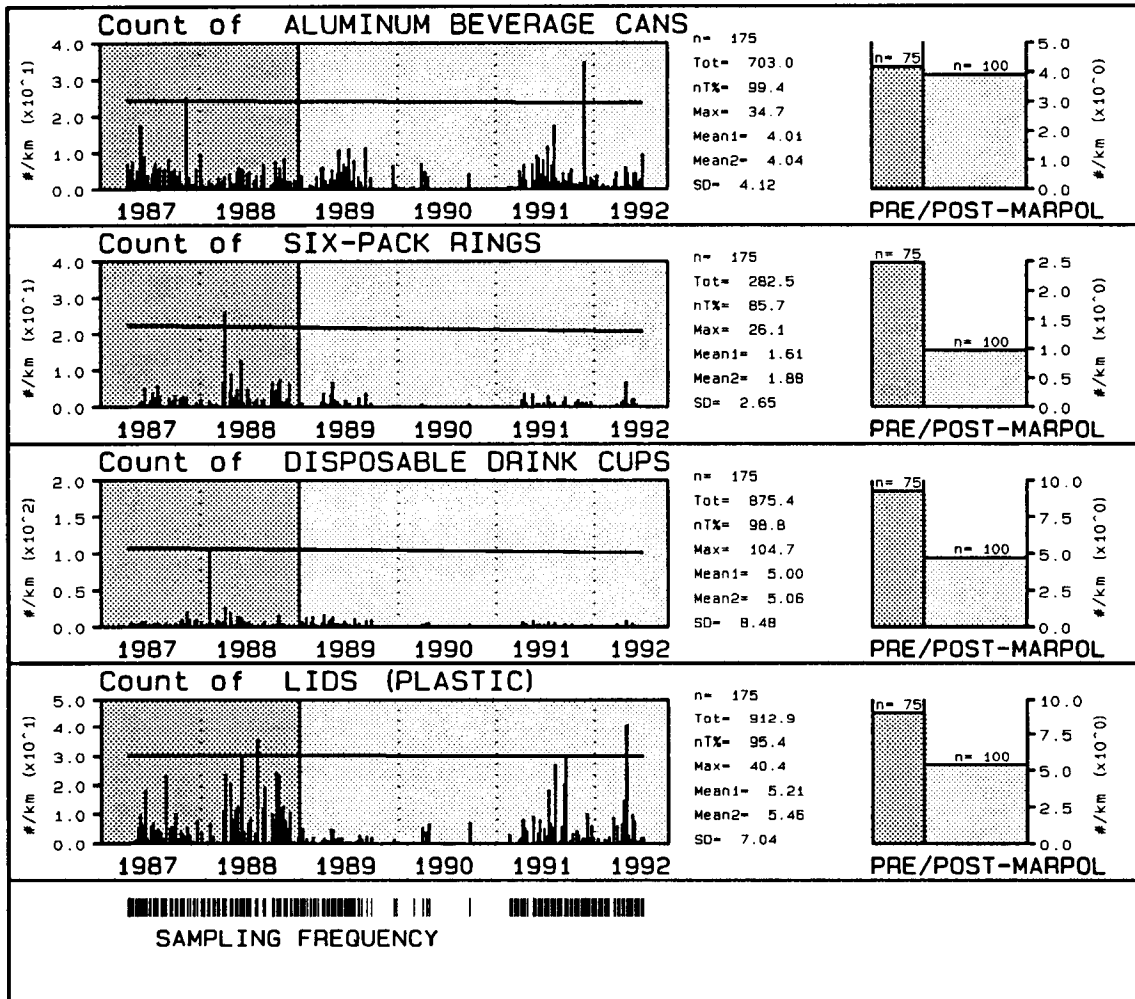 Count of ALUMINUM BEVERAGE CANS
#/km (x10^1)
4.0
3.0
2.0
1.0
0.0
1987 1988 1989 1990 1991 1992
n= 175
Tot= 703.0
nT%= 99.4
Max= 34.7
Mean1= 4.01
Mean2= 4.04
SD= 4.12
n= 75
n= 100
5.0
4.0
3.0
2.0
1.0
0.0
#/km (x10^0)
PRE/POST-MARPOL
Count of SIX-PACK RINGS
#/km (x10^1)
4.0
3.0
2.0
1.0
0.0
1987 1988 1989 1990 1991 1992
n= 175
Tot= 282.5
nT%= 85.7
Max= 26.1
Mean1= 1.61
Mean2= 1.88
SD= 2.65
n= 75
n= 100
2.5
2.0
1.5
1.0
0.5
0.0
#/km (x10^0)
PRE/POST-MARPOL
Count of DISPOSABLE DRINK CUPS
#/km (x10^2)
2.0
1.5
1.0
0.5
0.0
1987 1988 1989 1990 1991 1992
n= 175
Tot= 875.4
nT%= 98.8
Max= 104.7
Mean1= 5.00
Mean2= 5.06
SD= 8.48
n= 75
n= 100
10.0
7.5
5.0
2.5
0.0
#/km (x10^0)
PRE/POST-MARPOL
Count of LIDS (PLASTIC)
#/km (x10^1)
5.0
4.0
3.0
2.0
1.0
0.0
1987 1988 1989 1990 1991 1992
n= 175
Tot= 912.9
nT%= 95.4
Max= 40.4
Mean1= 5.21
Mean2= 5.46
SD= 7.04
n= 75
n= 100
10.0
7.5
5.0
2.5
0.0
#/km (x10^0)
PRE/POST-MARPOL
SAMPLING FREQUENCY